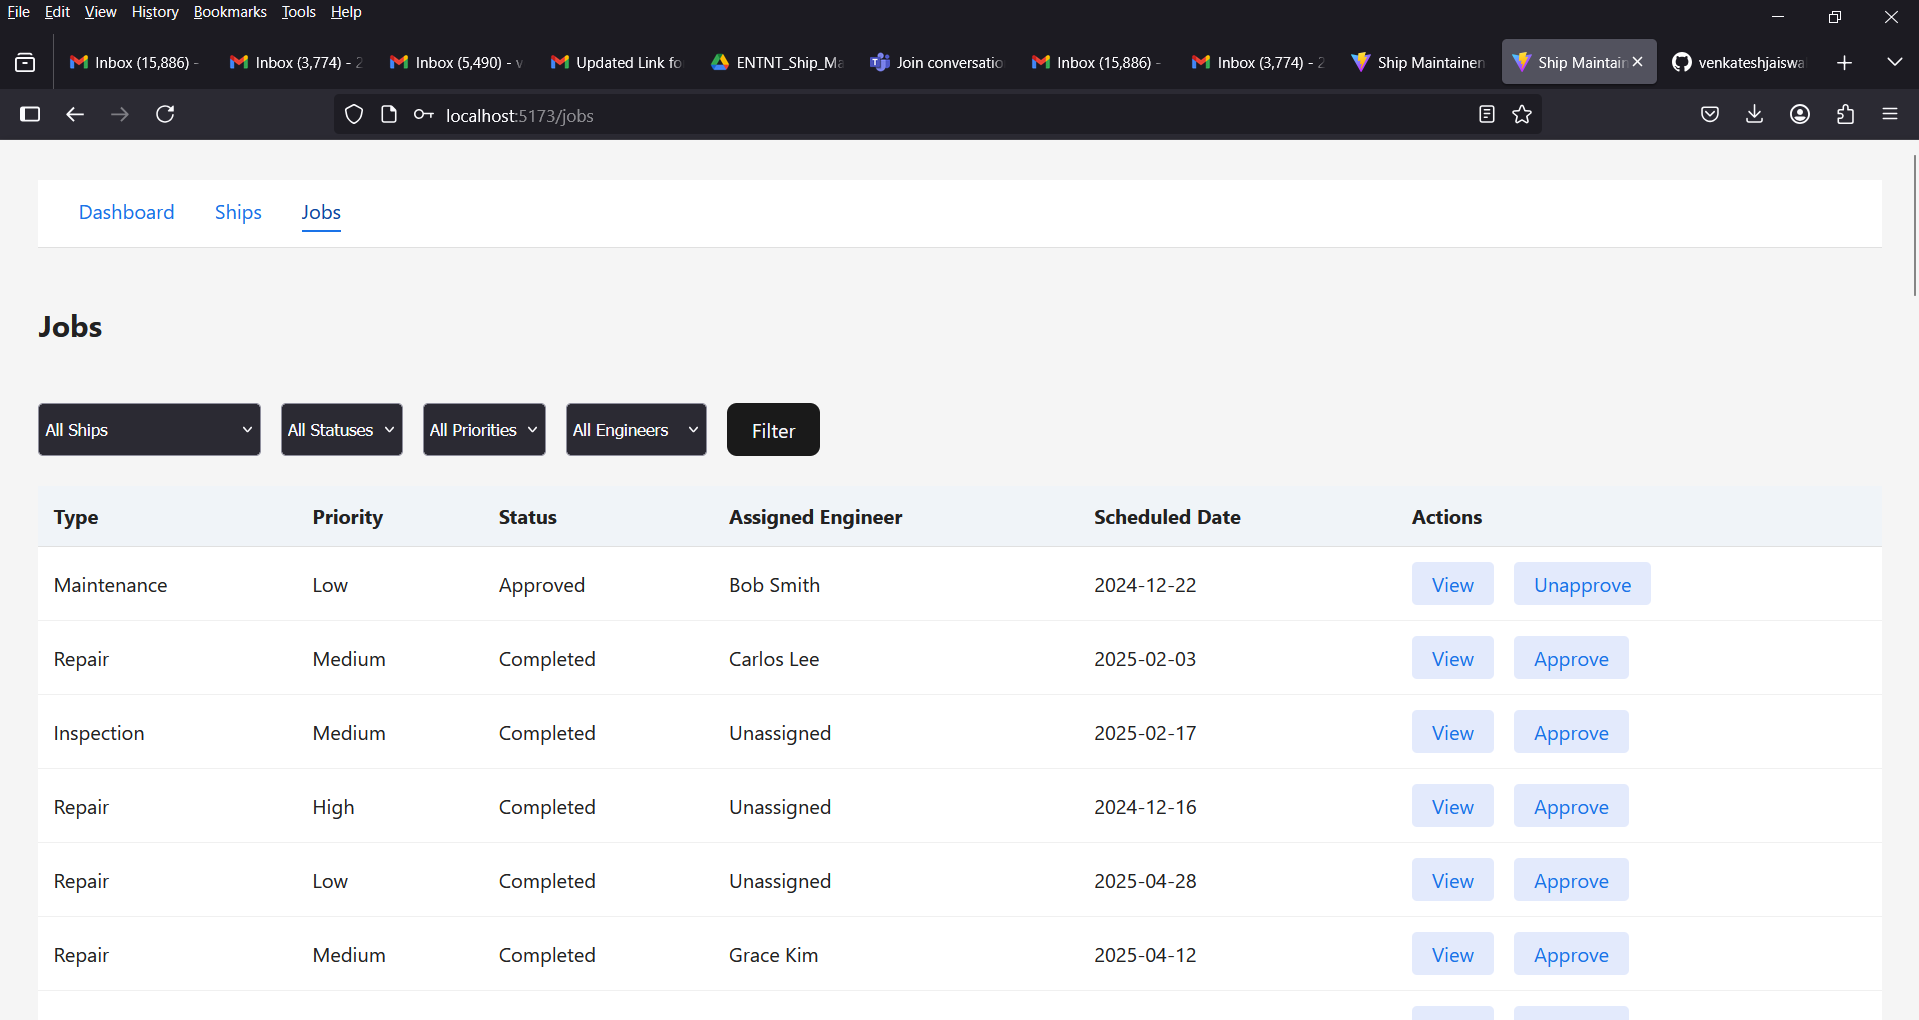 File Edit View History Bookmarks Tools Help
Inbox (15,886) - Inbox (3,774) - 2 Inbox (5,490) - v Updated Link fo ENTNT_Ship_Ma Join conversatio Inbox (15,886) - Inbox (3,774) - 2 Ship Maintainen Ship Maintain venkateshjaiswa
localhost:5173/jobs
Dashboard Ships Jobs
Jobs
All Ships All Statuses All Priorities All Engineers Filter
Type Priority Status Assigned Engineer Scheduled Date Actions
Maintenance Low Approved Bob Smith 2024-12-22 View Unapprove
Repair Medium Completed Carlos Lee 2025-02-03 View Approve
Inspection Medium Completed Unassigned 2025-02-17 View Approve
Repair High Completed Unassigned 2024-12-16 View Approve
Repair Low Completed Unassigned 2025-04-28 View Approve
Repair Medium Completed Grace Kim 2025-04-12 View Approve